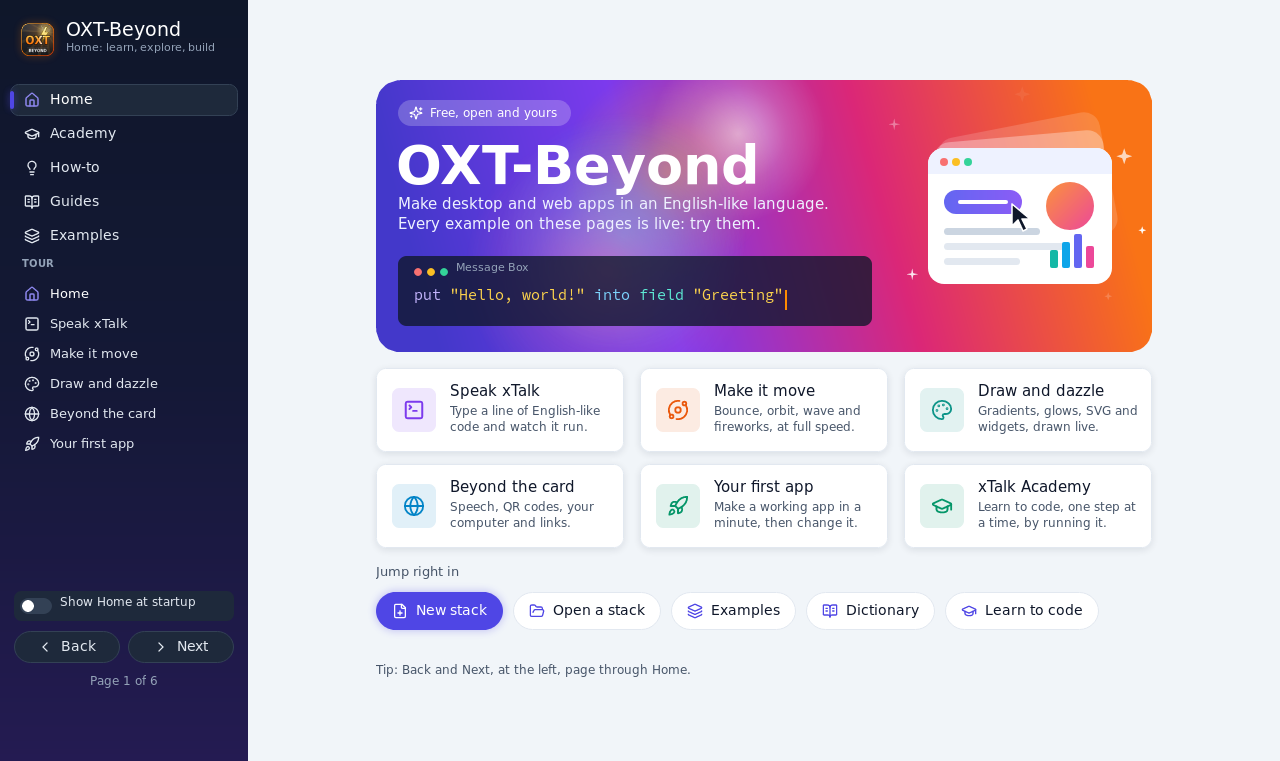 OXT
BEYOND
OXT-Beyond
Home: learn, explore, build
Home
Academy
How-to
Guides
Examples
TOUR
Home
Speak xTalk
Make it move
Draw and dazzle
Beyond the card
Your first app
Show Home at startup
Back
Next
Page 1 of 6
Free, open and yours
OXT-Beyond
Make desktop and web apps in an English-like language.
Every example on these pages is live: try them.
Message Box
put "Hello, world!" into field "Greeting"
Speak xTalk
Type a line of English-like
code and watch it run.
Make it move
Bounce, orbit, wave and
fireworks, at full speed.
Draw and dazzle
Gradients, glows, SVG and
widgets, drawn live.
Beyond the card
Speech, QR codes, your
computer and links.
Your first app
Make a working app in a
minute, then change it.
xTalk Academy
Learn to code, one step at
a time, by running it.
Jump right in
New stack
Open a stack
Examples
Dictionary
Learn to code
Tip: Back and Next, at the left, page through Home.